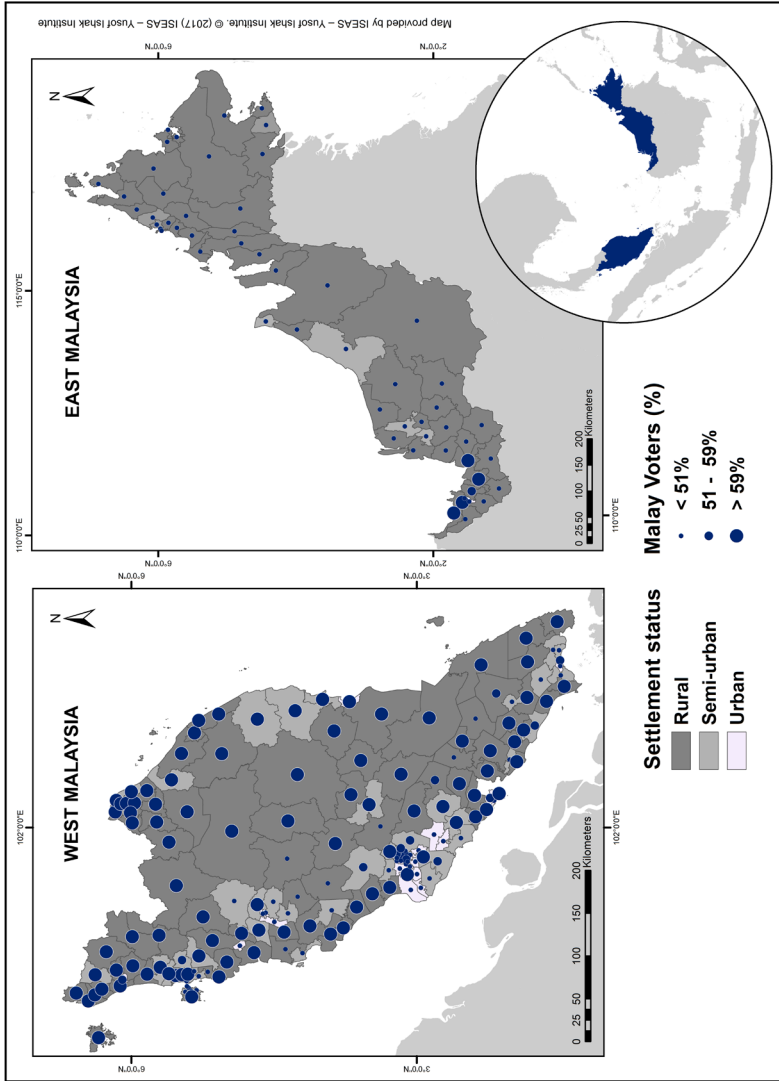 WEST MALAYSIA
102°0'0"E
N
6°0'0"N
6°0'0"N
3°0'0"N
3°0'0"N
0 25 50 100 150 200
Kilometers
102°0'0"E
EAST MALAYSIA
110°0'0"E
115°0'0"E
N
6°0'0"N
6°0'0"N
2°0'0"N
2°0'0"N
0 25 50 100 150 200
Kilometers
110°0'0"E
Settlement status
Rural
Semi-urban
Urban
Malay Voters (%)
< 51%
51 - 59%
> 59%
Map provided by ISEAS – Yusof Ishak Institute. © (2017) ISEAS – Yusof Ishak Institute